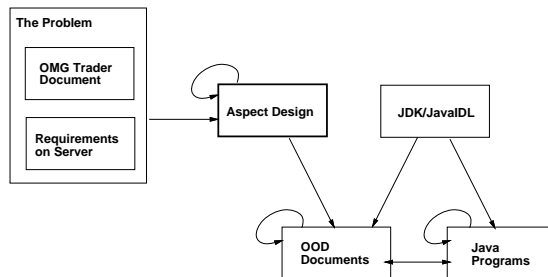 The Problem
OMG Trader
Document
Requirements
on Server
Aspect Design
JDK/JavaIDL
OOD
Documents
Java
Programs